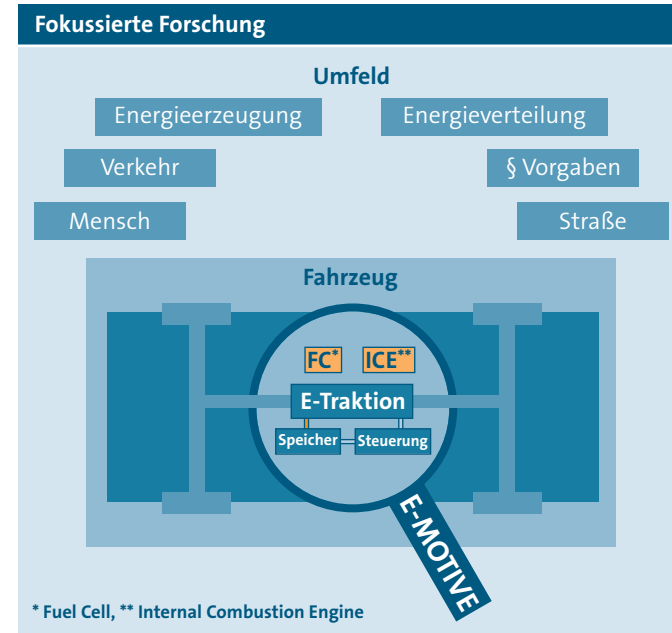 Fokussierte Forschung
Umfeld
Energieerzeugung Energieverteilung
Verkehr § Vorgaben
Mensch Straße
Fahrzeug
FC* ICE**
E-Traktion
Speicher Steuerung
E-MOTIVE
* Fuel Cell, ** Internal Combustion Engine